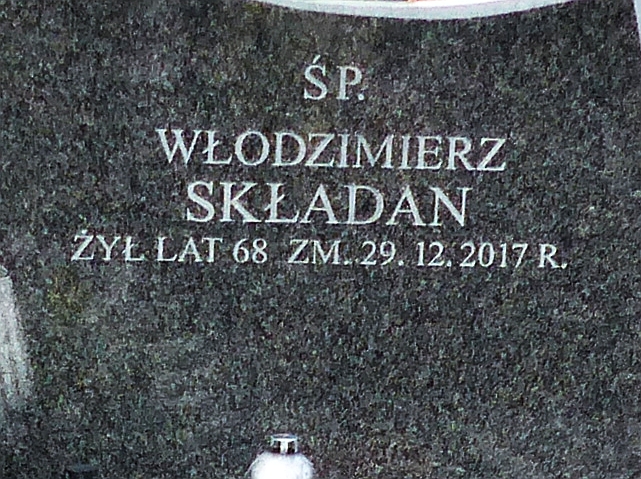 ŚP.
WŁODZIMIERZ
SKŁADAN
ŻYŁ LAT 68 ZM. 29.12.2017 R.